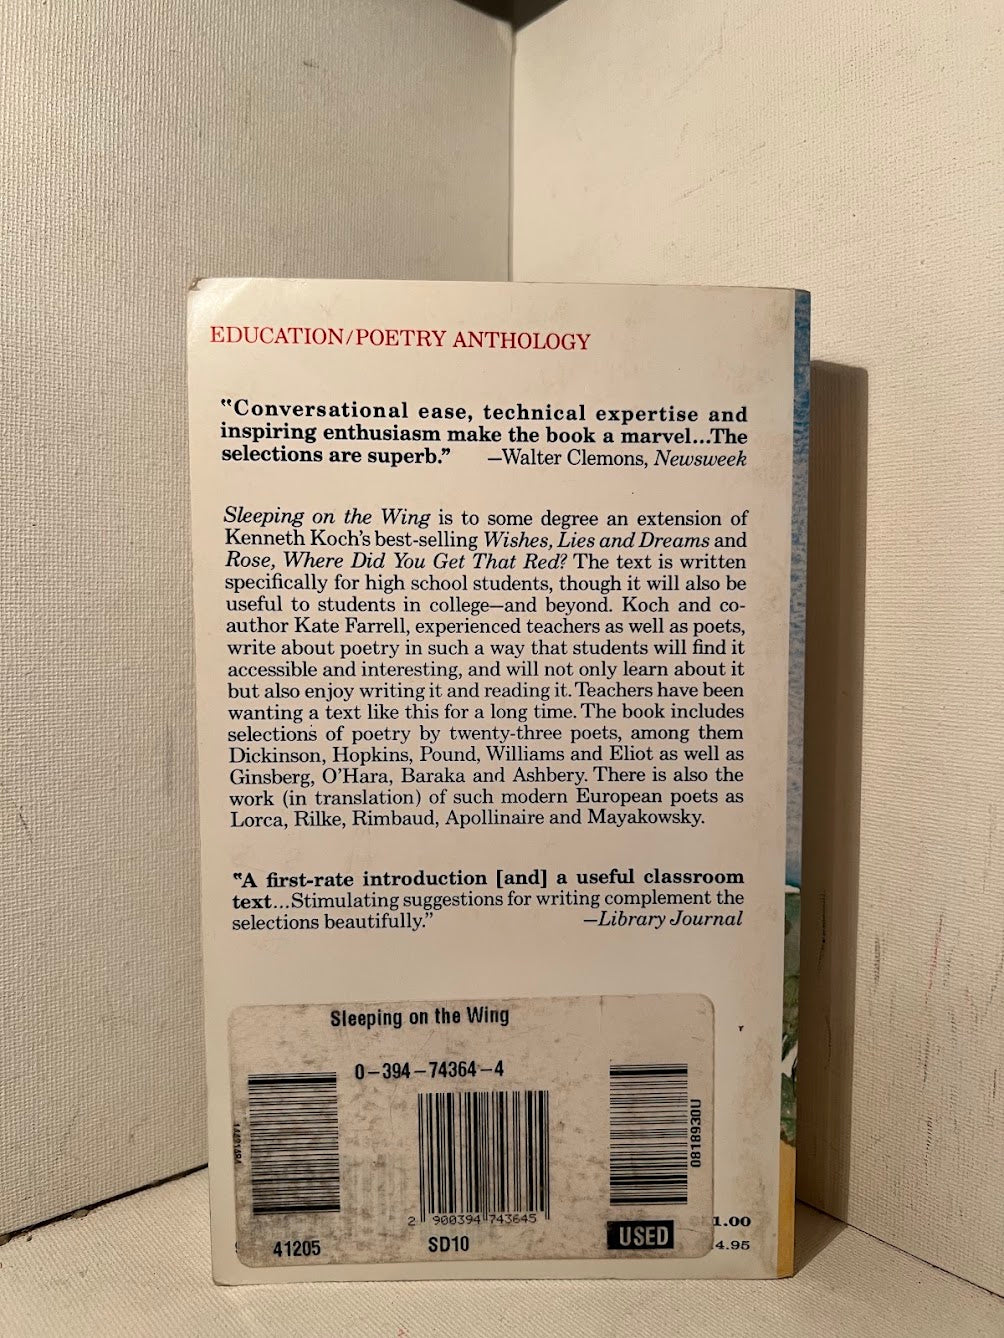 EDUCATION/POETRY ANTHOLOGY
"Conversational ease, technical expertise and
inspiring enthusiasm make the book a marvel...The
selections are superb." —Walter Clemons, Newsweek
Sleeping on the Wing is to some degree an extension of
Kenneth Koch's best-selling Wishes, Lies and Dreams and
Rose, Where Did You Get That Red? The text is written
specifically for high school students, though it will also be
useful to students in college—and beyond. Koch and co-
author Kate Farrell, experienced teachers as well as poets,
write about poetry in such a way that students will find it
accessible and interesting, and will not only learn about it
but also enjoy writing it and reading it. Teachers have been
wanting a text like this for a long time. The book includes
selections of poetry by twenty-three poets, among them
Dickinson, Hopkins, Pound, Williams and Eliot as well as
Ginsberg, O'Hara, Baraka and Ashbery. There is also the
work (in translation) of such modern European poets as
Lorca, Rilke, Rimbaud, Apollinaire and Mayakowsky.
"A first-rate introduction [and] a useful classroom
text...Stimulating suggestions for writing complement the
selections beautifully." —Library Journal
Sleeping on the Wing
0-394-74364-4
0818930U
2 900394 743645
USED
1.00
41205
SD10
4.95